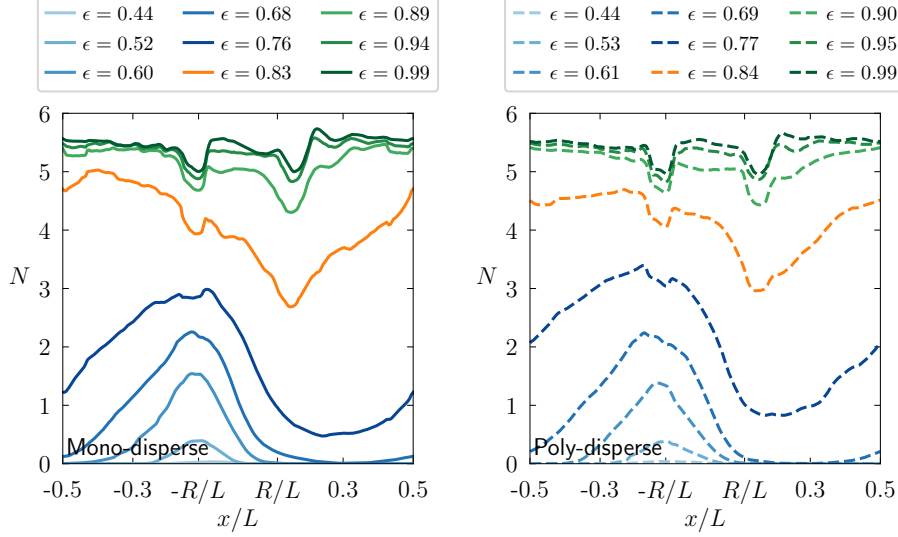 ϵ = 0.44 ϵ = 0.68 ϵ = 0.89
ϵ = 0.52 ϵ = 0.76 ϵ = 0.94
ϵ = 0.60 ϵ = 0.83 ϵ = 0.99
6
5
4
N 3
2
1
0
Mono-disperse
-0.5 -0.3 -R/L R/L 0.3 0.5
x/L
ϵ = 0.44 ϵ = 0.69 ϵ = 0.90
ϵ = 0.53 ϵ = 0.77 ϵ = 0.95
ϵ = 0.61 ϵ = 0.84 ϵ = 0.99
6
5
4
N 3
2
1
0
Poly-disperse
-0.5 -0.3 -R/L R/L 0.3 0.5
x/L